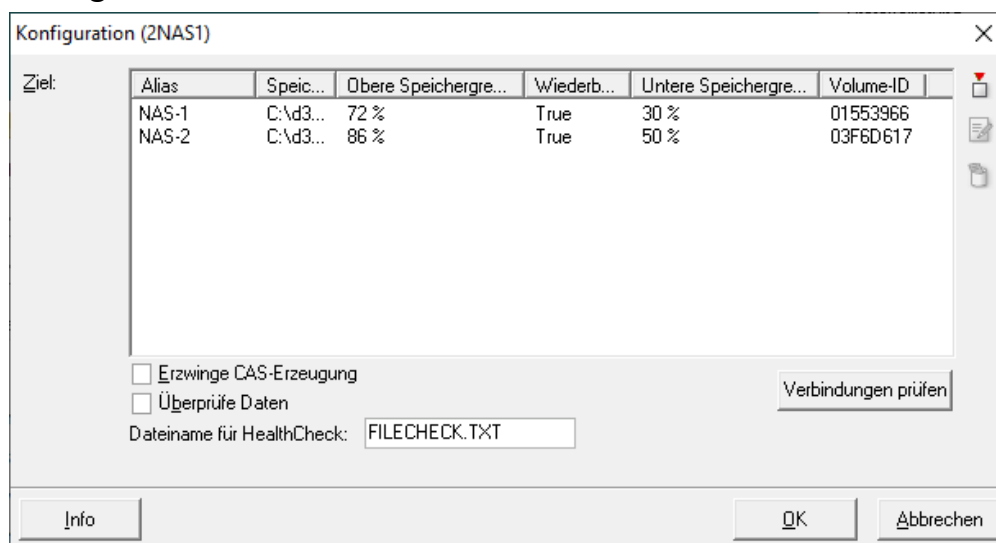 Konfiguration (2NAS1)
Ziel:
Alias Speic... Obere Speichergre... Wiederb... Untere Speichergre... Volume-ID
NAS-1 C:\d3... 72 % True 30 % 01553966
NAS-2 C:\d3... 86 % True 50 % 03F6D617
Erzwinge CAS-Erzeugung
Überprüfe Daten
Verbindungen prüfen
Dateiname für HealthCheck: FILECHECK.TXT
Info OK Abbrechen